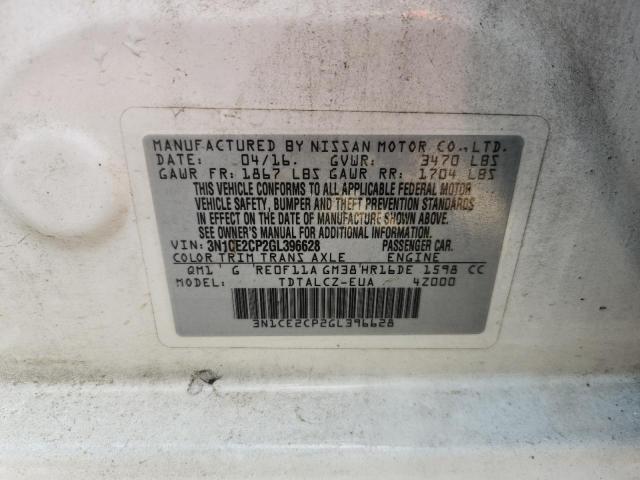 MANUFACTURED BY NISSAN MOTOR CO.,LTD.
DATE: 04/16. GVWR: 3470 LBS
GAWR FR: 1867 LBS GAWR RR: 1704 LBS
THIS VEHICLE CONFORMS TO ALL APPLICABLE FEDERAL MOTOR
VEHICLE SAFETY, BUMPER AND THEFT PREVENTION STANDARDS
IN EFFECT ON THE DATE OF MANUFACTURE SHOWN ABOVE.
SEE OWNER'S MANUAL FOR ADDITIONAL INFORMATION.
VIN: 3N1CE2CP2GL396628 PASSENGER CAR.
COLOR TRIM TRANS AXLE ENGINE
QM1 G RE0F11A GM38 HR16DE 1598 CC
MODEL: TDTALCZ-EUA 4Z000
3N1CE2CP2GL396628